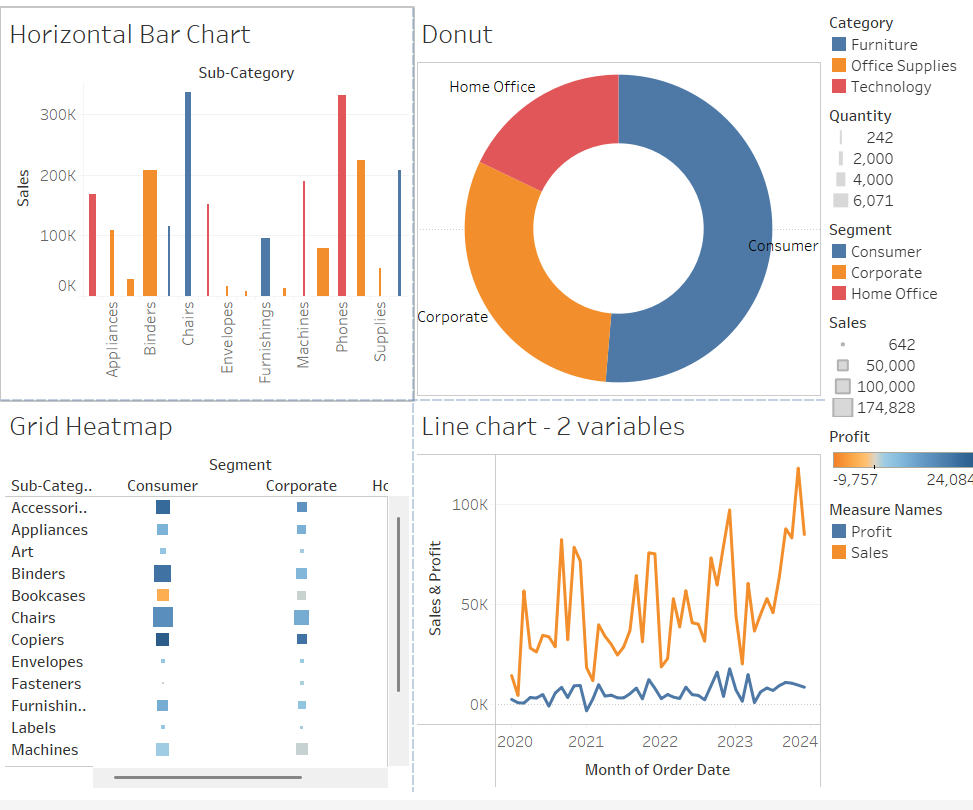 Horizontal Bar Chart
Sub-Category
Sales
300K
200K
100K
0K
Appliances
Binders
Chairs
Envelopes
Furnishings
Machines
Phones
Supplies
Donut
Home Office
Consumer
Corporate
Category
Furniture
Office Supplies
Technology
Quantity
242
2,000
4,000
6,071
Segment
Consumer
Corporate
Home Office
Sales
642
50,000
100,000
174,828
Profit
-9,757 24,084
Measure Names
Profit
Sales
Grid Heatmap
Segment
Sub-Categ.. Consumer Corporate Hc
Accessori..
Appliances
Art
Binders
Bookcases
Chairs
Copiers
Envelopes
Fasteners
Furnishin..
Labels
Machines
Line chart - 2 variables
Sales & Profit
100K
50K
0K
2020 2021 2022 2023 2024
Month of Order Date